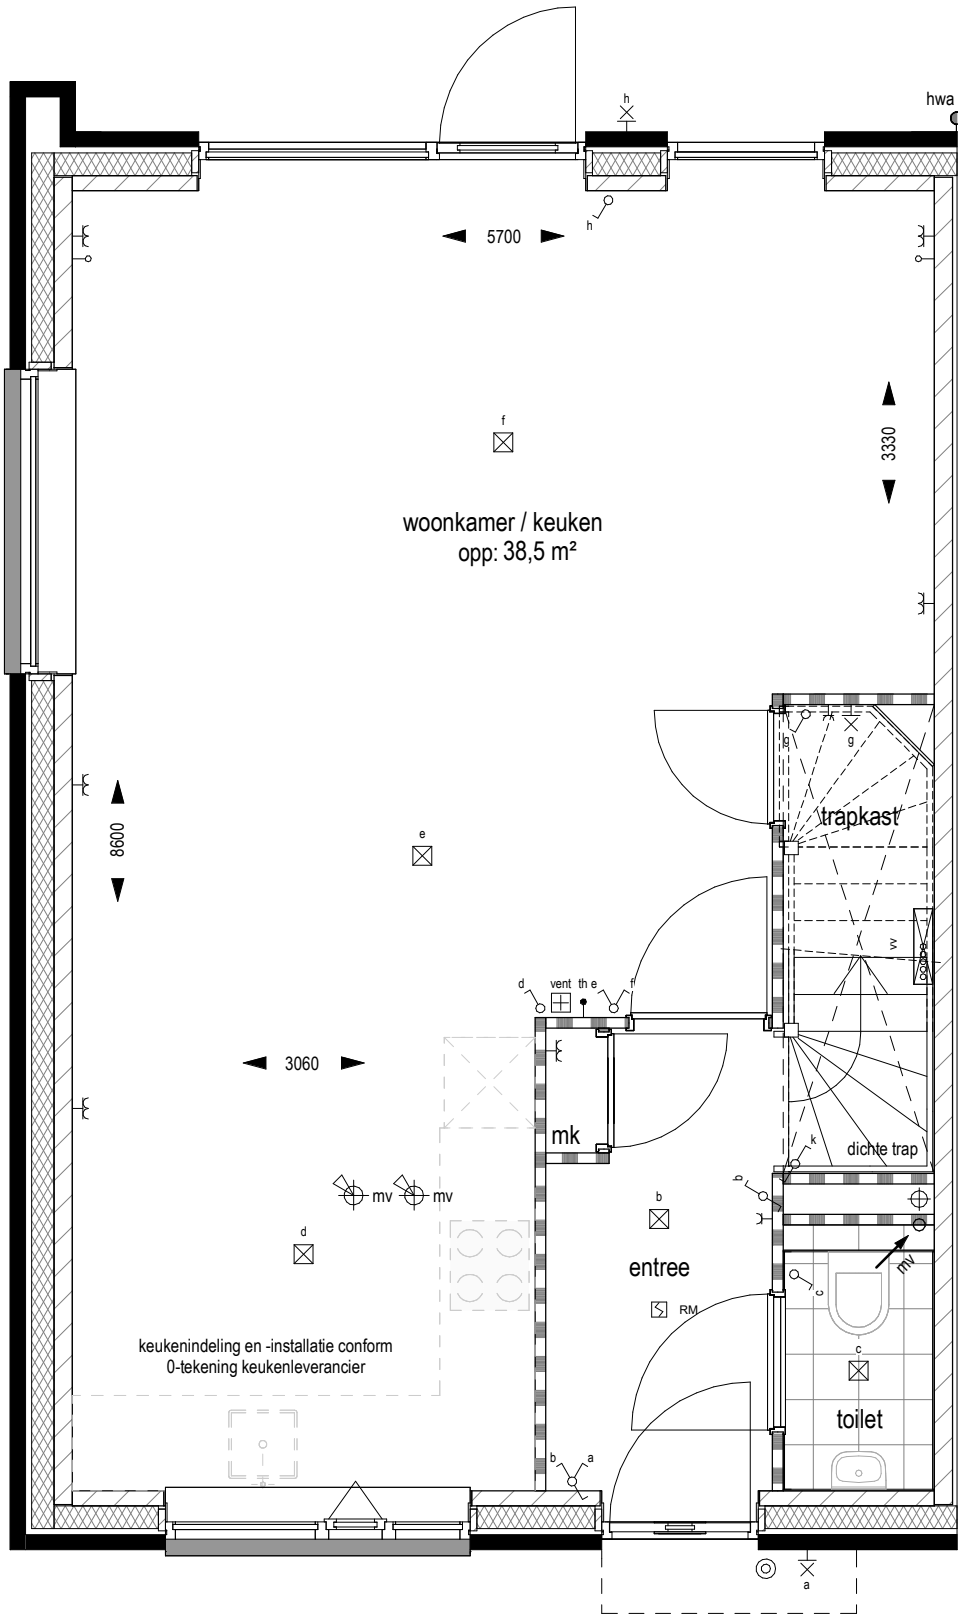 h
hwa
h
5700
f
3330
woonkamer / keuken
opp: 38,5 m²
g
g
trapkast
8600
e
vv
d
vent
th e
f
3060
mk
k
dichte trap
b
mv
mv
b
d
entree
mv
c
RM
keukenindeling en -installatie conform
0-tekening keukenleverancier
c
toilet
b
a
a